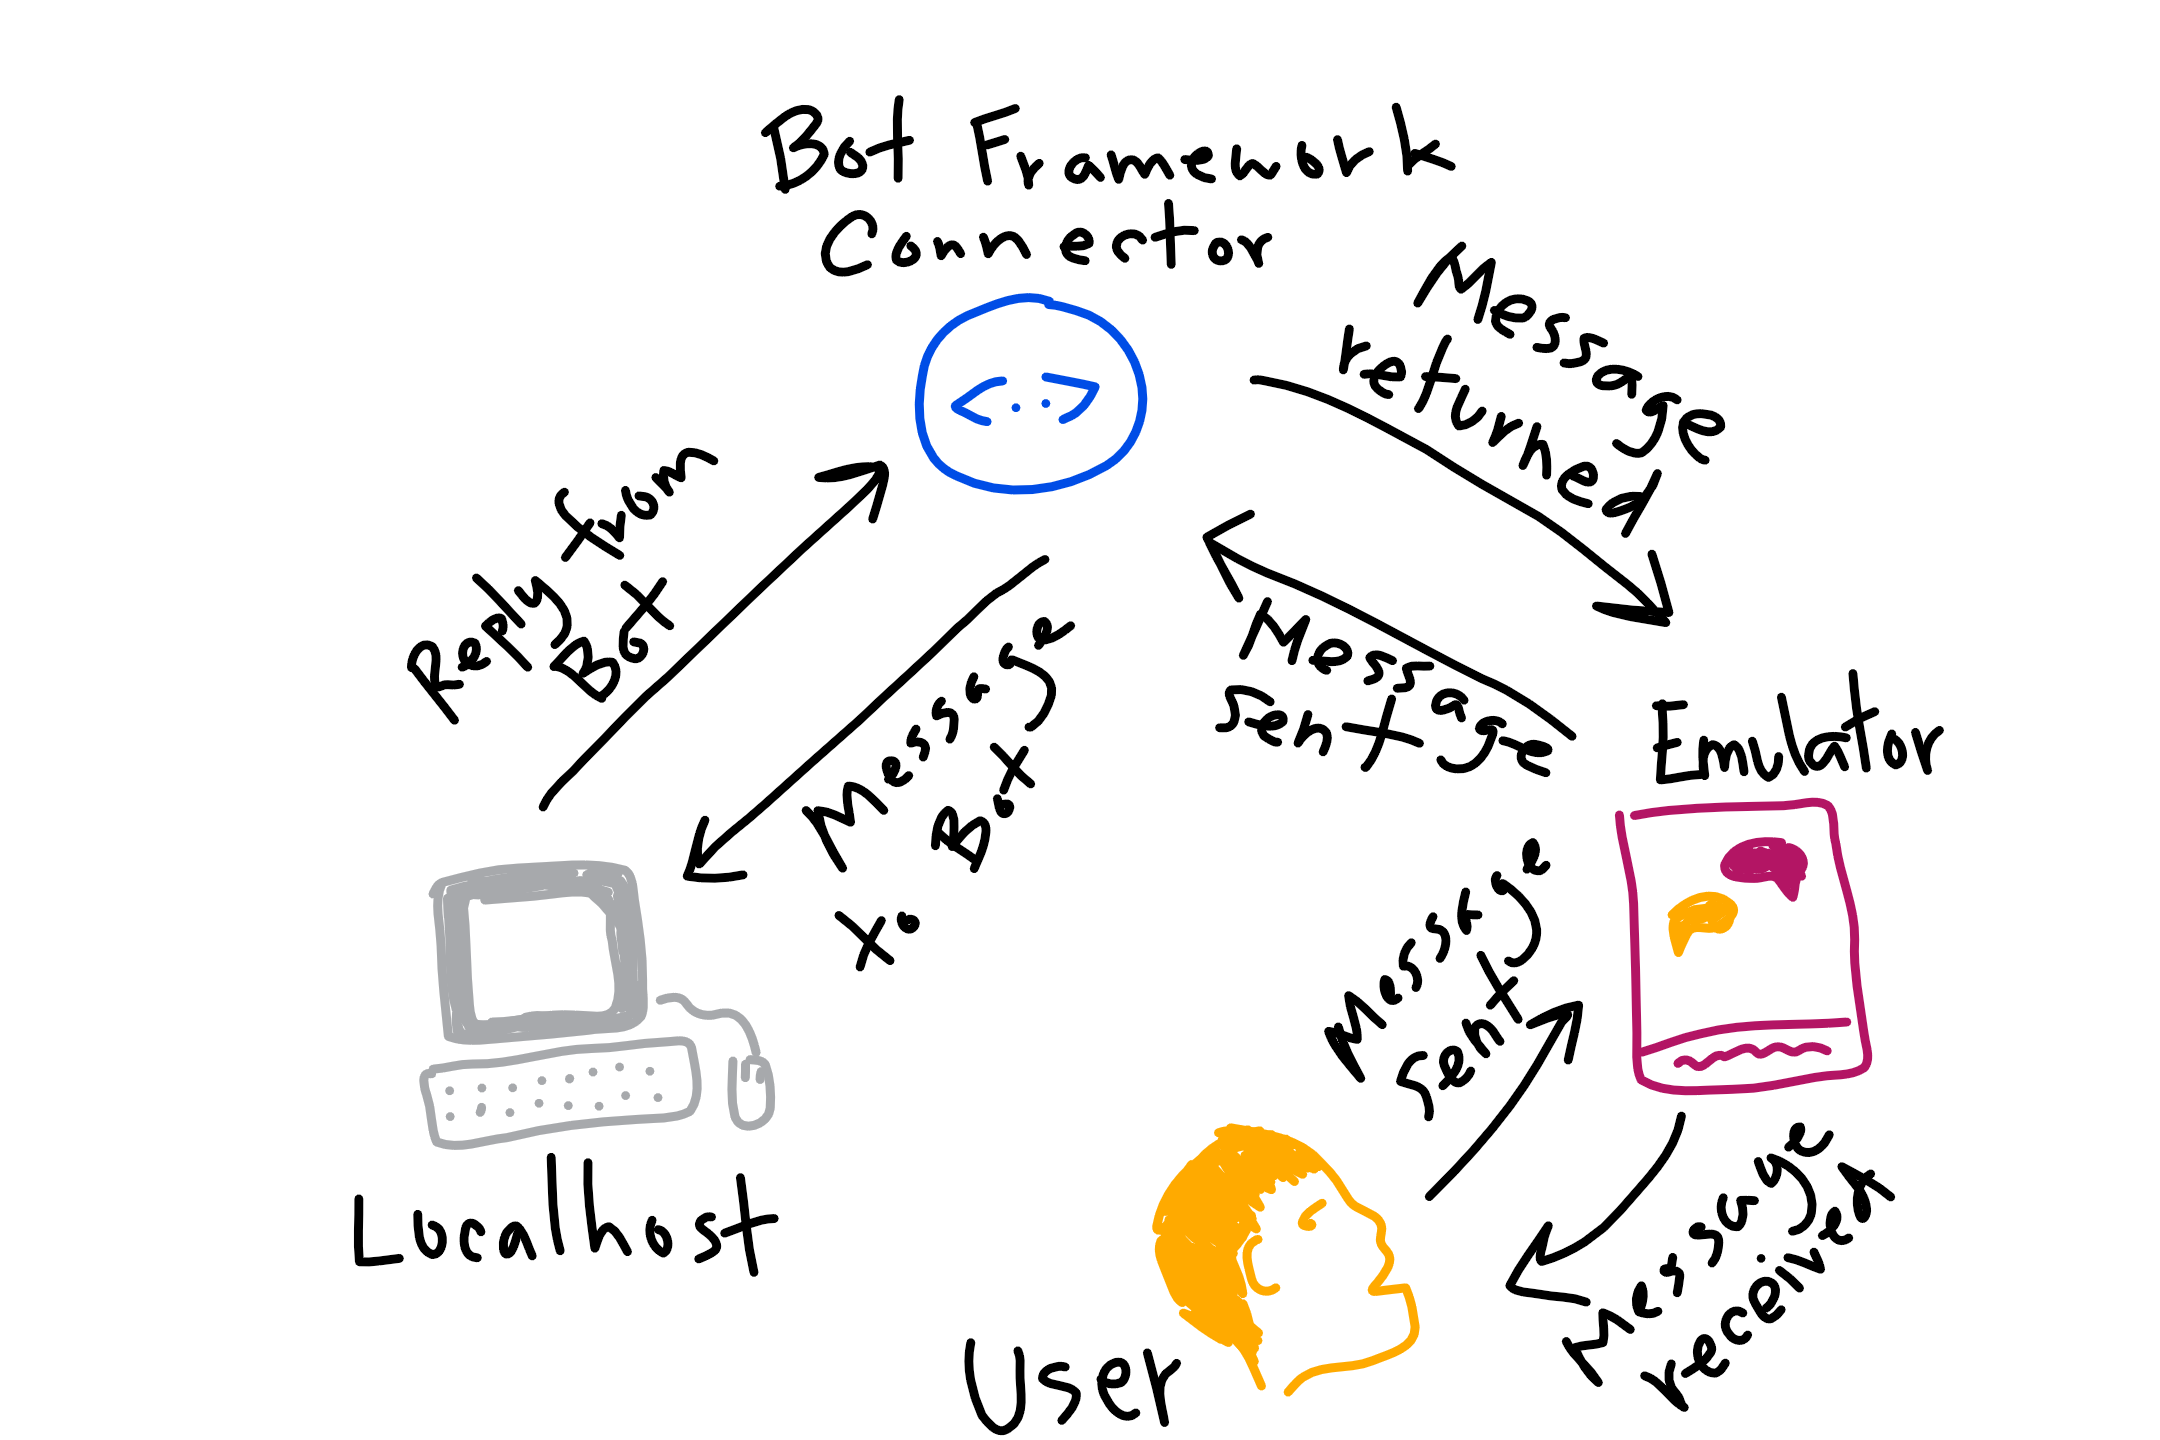 Bot Framework
Connector
Message
returned
Reply from
Bot
Message
to Bot
Message
sent
Emulator
Message
sent
Localhost
Message
received
User